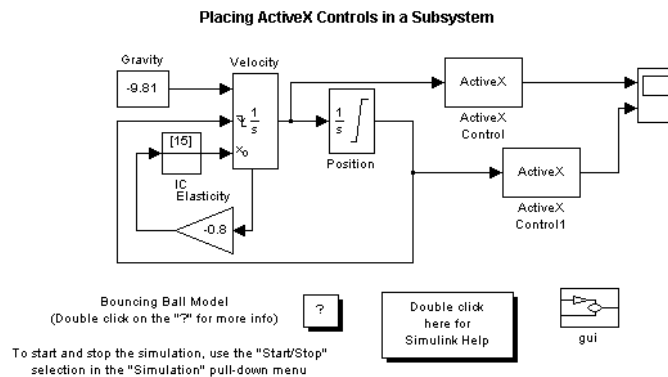 Placing ActiveX Controls in a Subsystem
Gravity
Velocity
-9.81
1
s
x₀
[15]
IC
Elasticity
-0.8
1
s
Position
ActiveX
ActiveX
Control
ActiveX
ActiveX
Control1
Bouncing Ball Model
(Double click on the "?" for more info)
?
Double click
here for
Simulink Help
gui
To start and stop the simulation, use the "Start/Stop"
selection in the "Simulation" pull-down menu